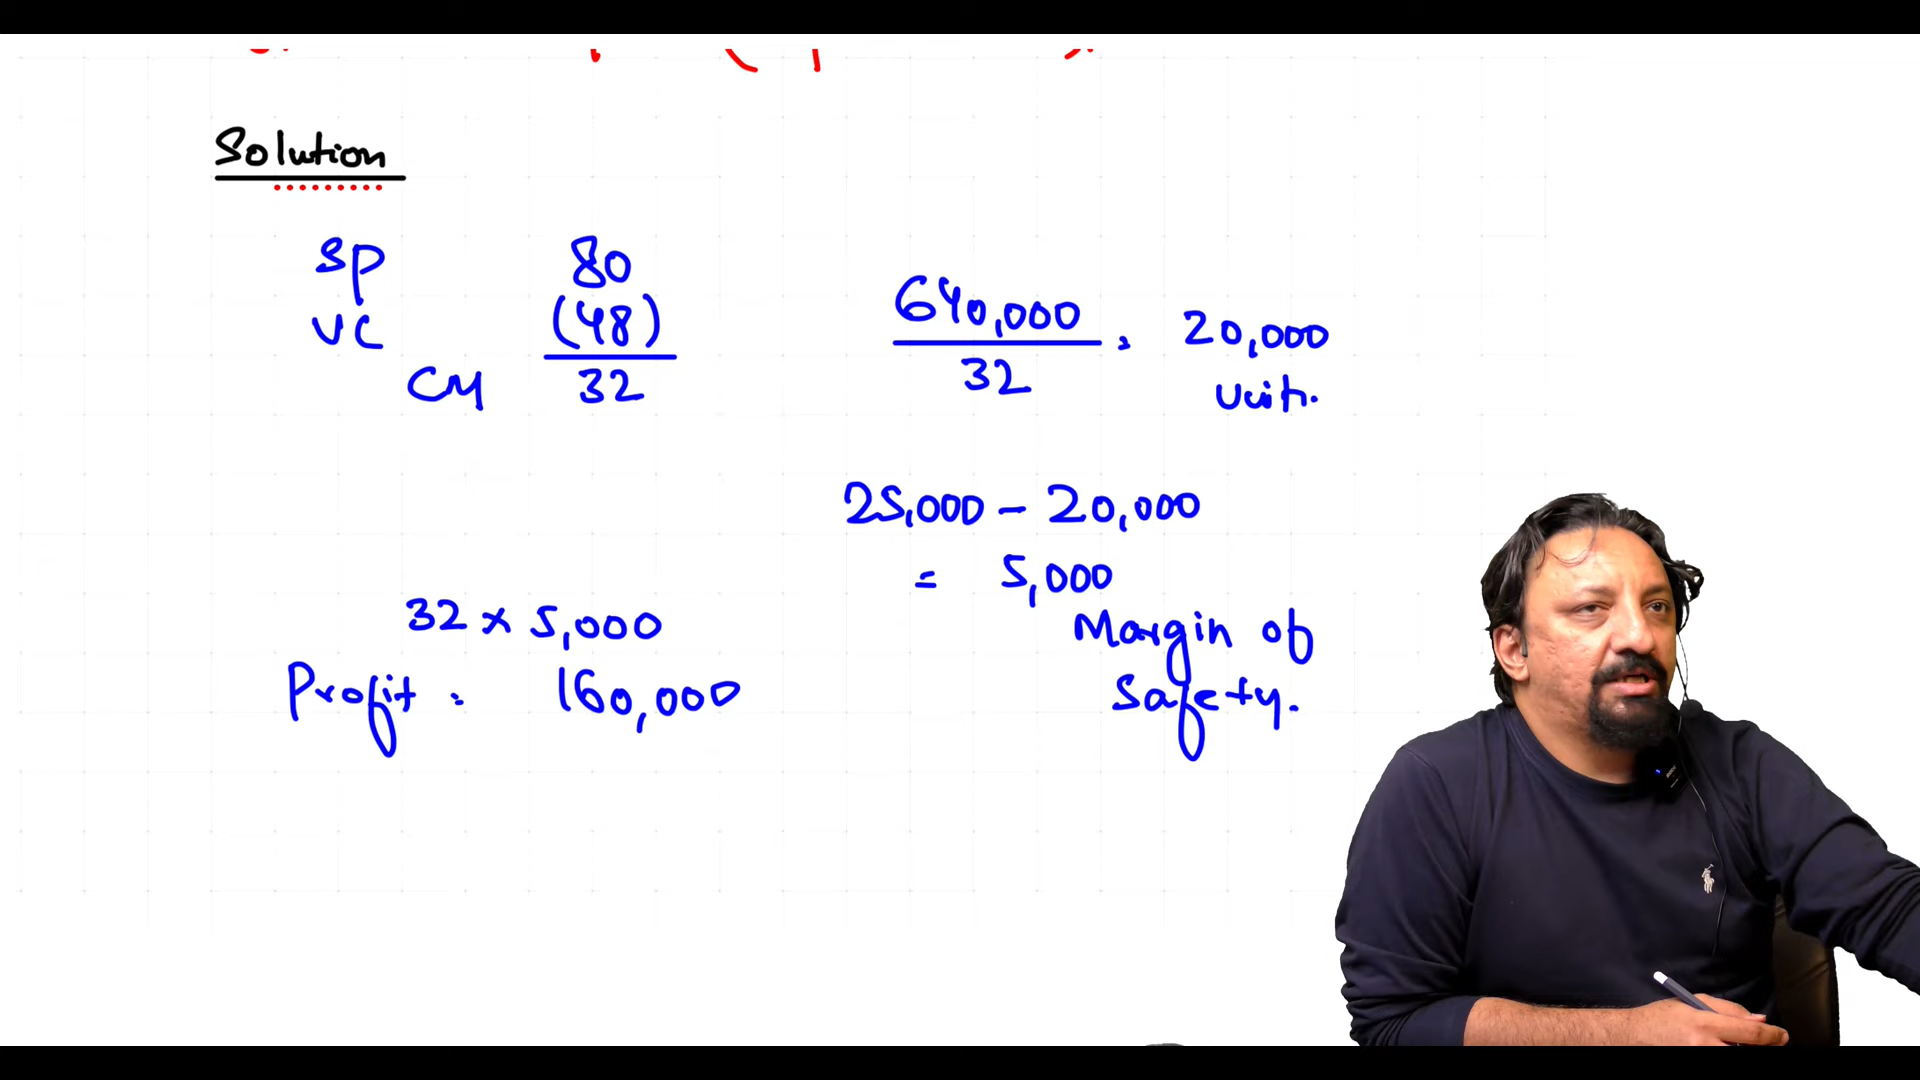 Solution
SP 80
VC (48)
CM 32
640,000 / 32 = 20,000
Units.
25,000 - 20,000
= 5,000
Margin of
Safety.
32 x 5,000
Profit = 160,000